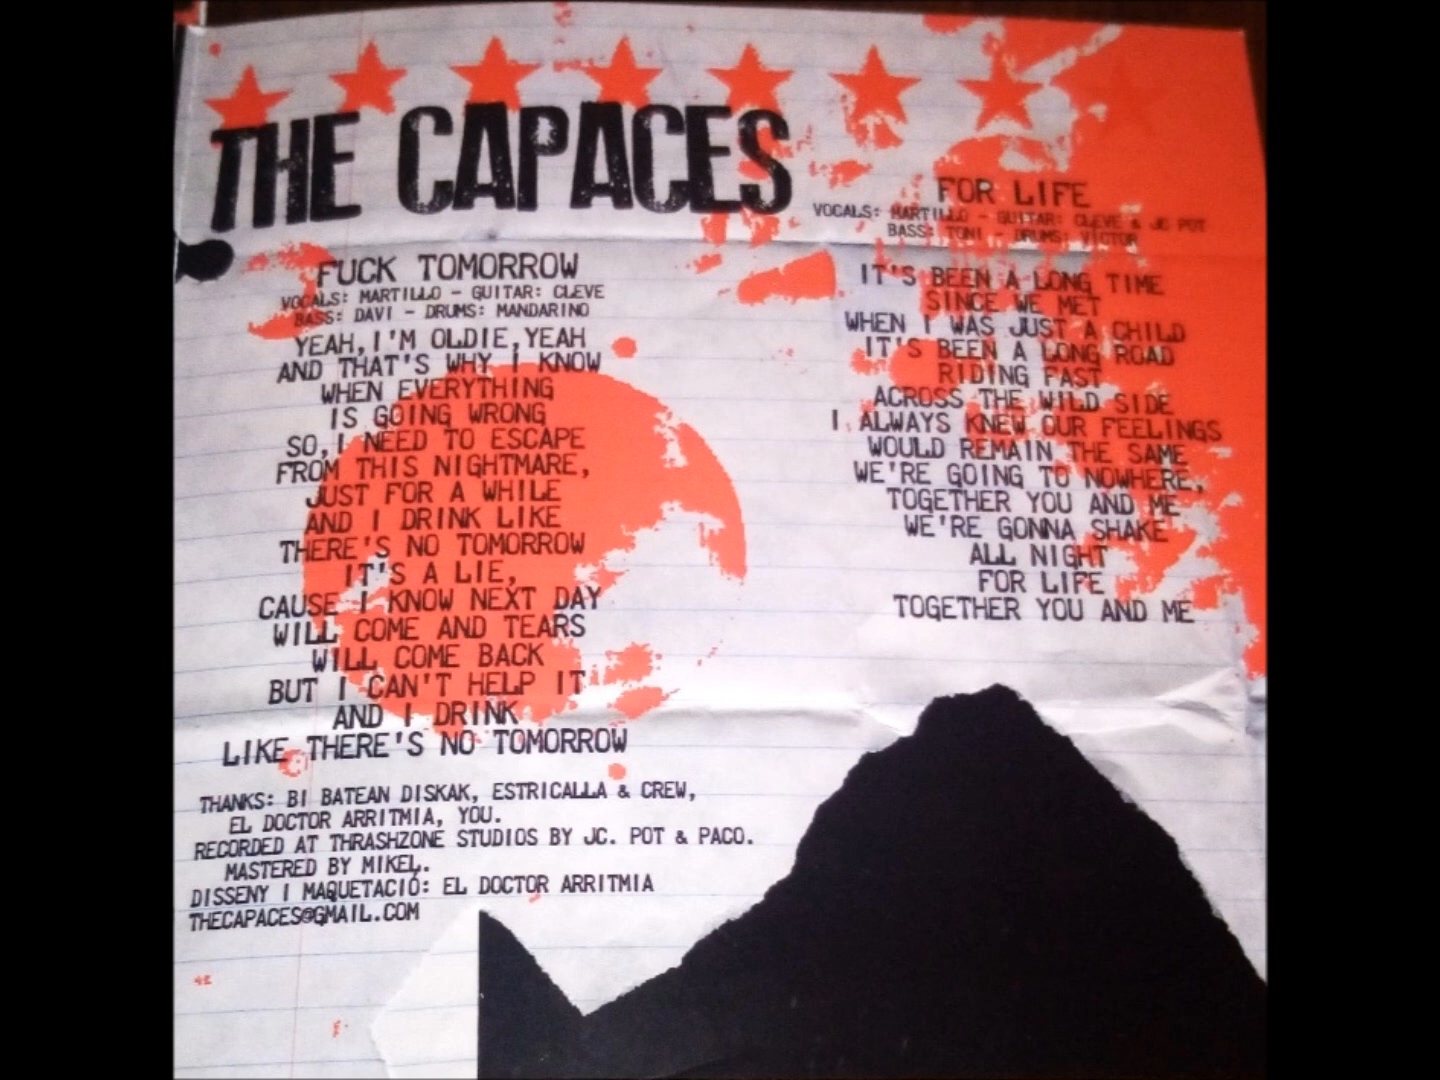 THE CAPACES
FUCK TOMORROW
VOCALS: MARTILLO - GUITAR: CLEVE
BASS: DAVI - DRUMS: MANDARINO
YEAH, I'M OLDIE, YEAH
AND THAT'S WHY I KNOW
WHEN EVERYTHING
IS GOING WRONG
SO, I NEED TO ESCAPE
FROM THIS NIGHTMARE,
JUST FOR A WHILE
AND I DRINK LIKE
THERE'S NO TOMORROW
IT'S A LIE,
CAUSE I KNOW NEXT DAY
WILL COME AND TEARS
WILL COME BACK
BUT I CAN'T HELP IT
AND I DRINK
LIKE THERE'S NO TOMORROW
THANKS: BI BATEAN DISKAK, ESTRICALLA & CREW,
EL DOCTOR ARRITMIA, YOU.
RECORDED AT THRASHZONE STUDIOS BY JC. POT & PACO.
MASTERED BY MIKEL.
DISSENY I MAQUETACIÓ: EL DOCTOR ARRITMIA
THECAPACES@GMAIL.COM
FOR LIFE
VOCALS: MARTILLO - GUITAR: CLEVE & JC POT
BASS: TONI - DRUMS: VICTOR
IT'S BEEN A LONG TIME
SINCE WE MET
WHEN I WAS JUST A CHILD
IT'S BEEN A LONG ROAD
RIDING FAST
ACROSS THE WILD SIDE
I ALWAYS KNEW OUR FEELINGS
WOULD REMAIN THE SAME
WE'RE GOING TO NOWHERE,
TOGETHER YOU AND ME
WE'RE GONNA SHAKE
ALL NIGHT
FOR LIFE
TOGETHER YOU AND ME